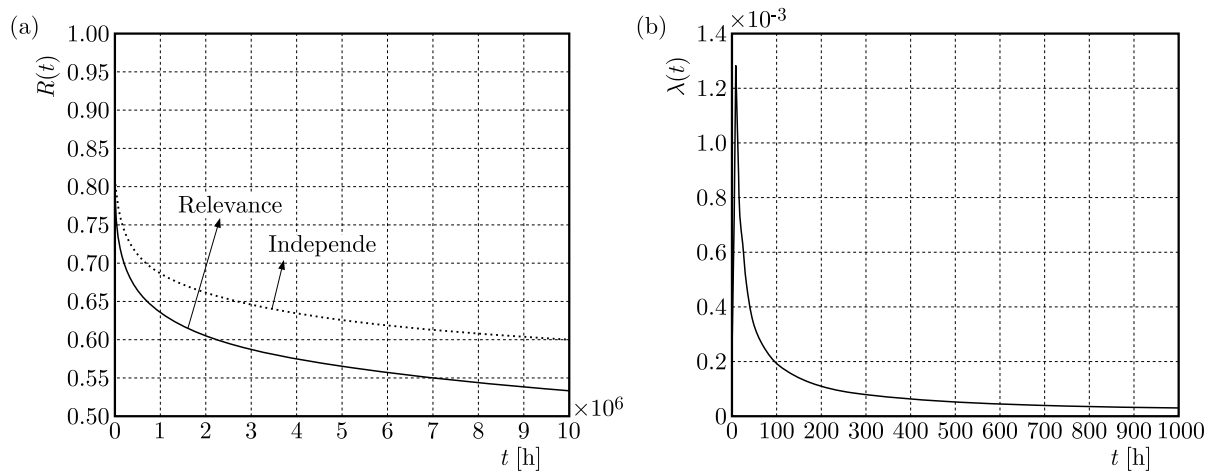 (a)
R(t)
1.00
0.95
0.90
0.85
0.80
0.75
0.70
0.65
0.60
0.55
0.50
Relevance
Independe
0 1 2 3 4 5 6 7 8 9 10
×10^6
t [h]
(b)
×10^-3
λ(t)
1.4
1.2
1.0
0.8
0.6
0.4
0.2
0
0 100 200 300 400 500 600 700 800 900 1000
t [h]